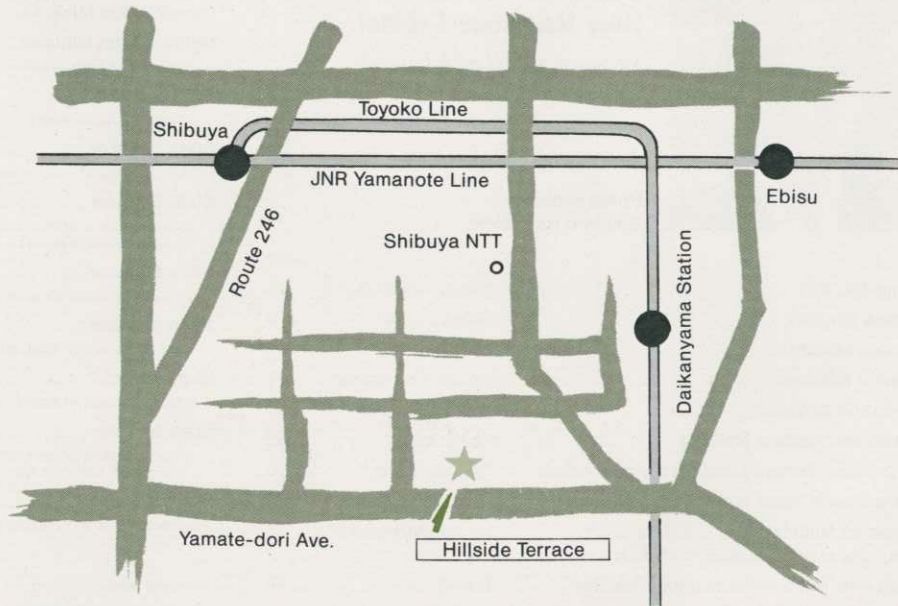 Toyoko Line
Shibuya
JNR Yamanote Line
Ebisu
Route 246
Shibuya NTT
Daikanyama Station
Yamate-dori Ave.
Hillside Terrace